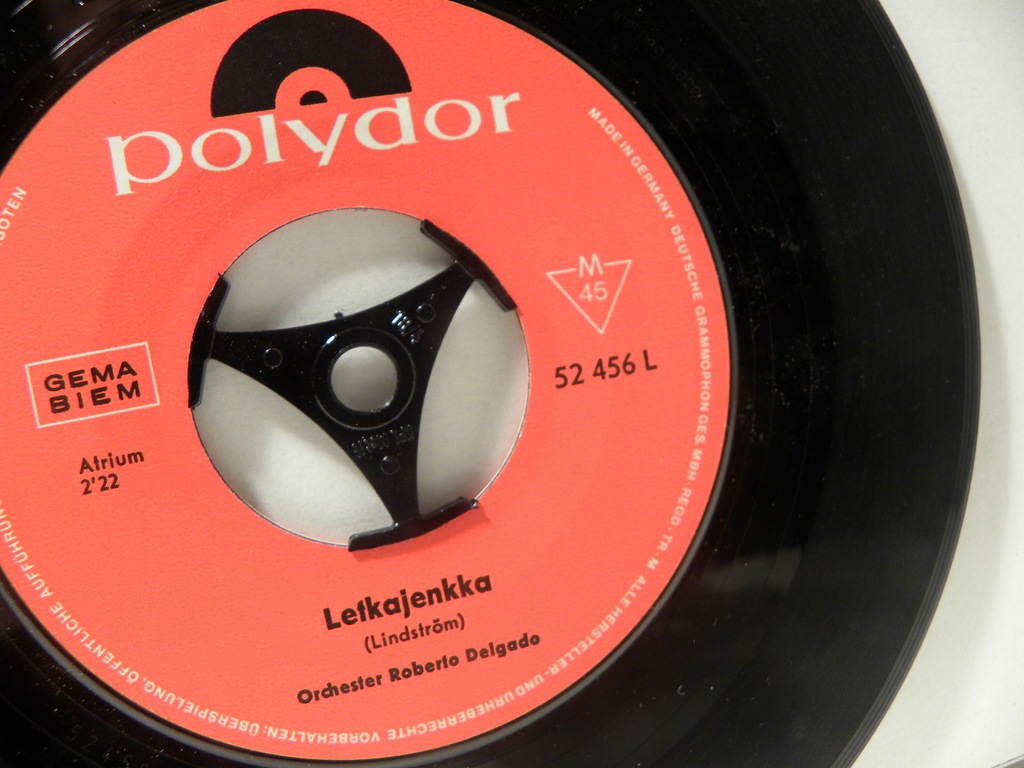 polydor
M
45
52 456 L
GEMA
BIEM
Atrium
2'22
Letkajenkka
(Lindström)
Orchester Roberto Delgado
MADE IN GERMANY DEUTSCHE GRAMMOPHON GES. MBH REGD.-TR.-M ALLE HERSTELLER- UND URHEBERRECHTE VORBEHALTEN: ÜBERSPIELUNG, ÖFFENTLICHE